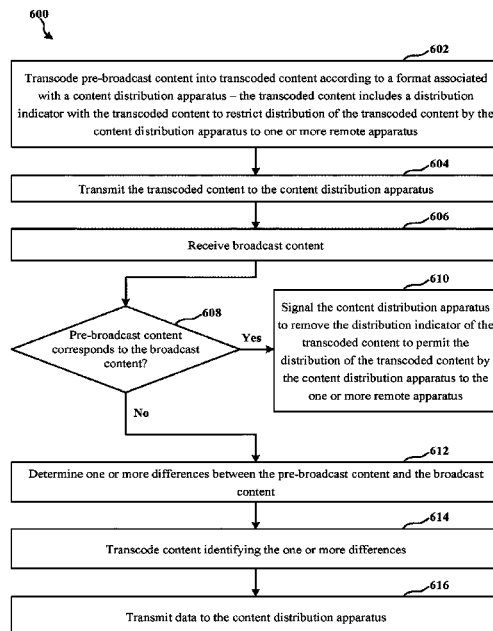 600
602
Transcode pre-broadcast content into transcoded content according to a format associated
with a content distribution apparatus – the transcoded content includes a distribution
indicator with the transcoded content to restrict distribution of the transcoded content by the
content distribution apparatus to one or more remote apparatus
604
Transmit the transcoded content to the content distribution apparatus
606
Receive broadcast content
608
Pre-broadcast content
corresponds to the broadcast
content?
Yes
610
Signal the content distribution apparatus
to remove the distribution indicator of the
transcoded content to permit the
distribution of the transcoded content by
the content distribution apparatus to the
one or more remote apparatus
No
612
Determine one or more differences between the pre-broadcast content and the broadcast
content
614
Transcode content identifying the one or more differences
616
Transmit data to the content distribution apparatus